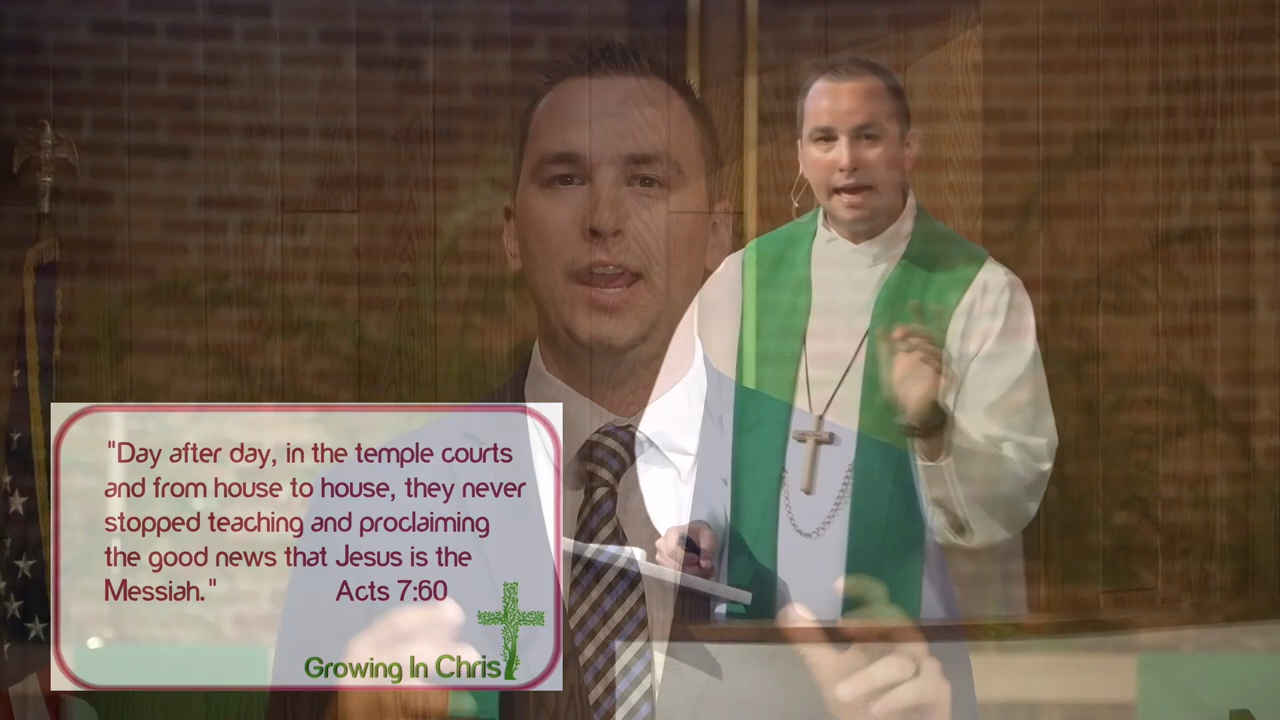 "Day after day, in the temple courts
and from house to house, they never
stopped teaching and proclaiming
the good news that Jesus is the
Messiah." Acts 7:60
Growing In Christ